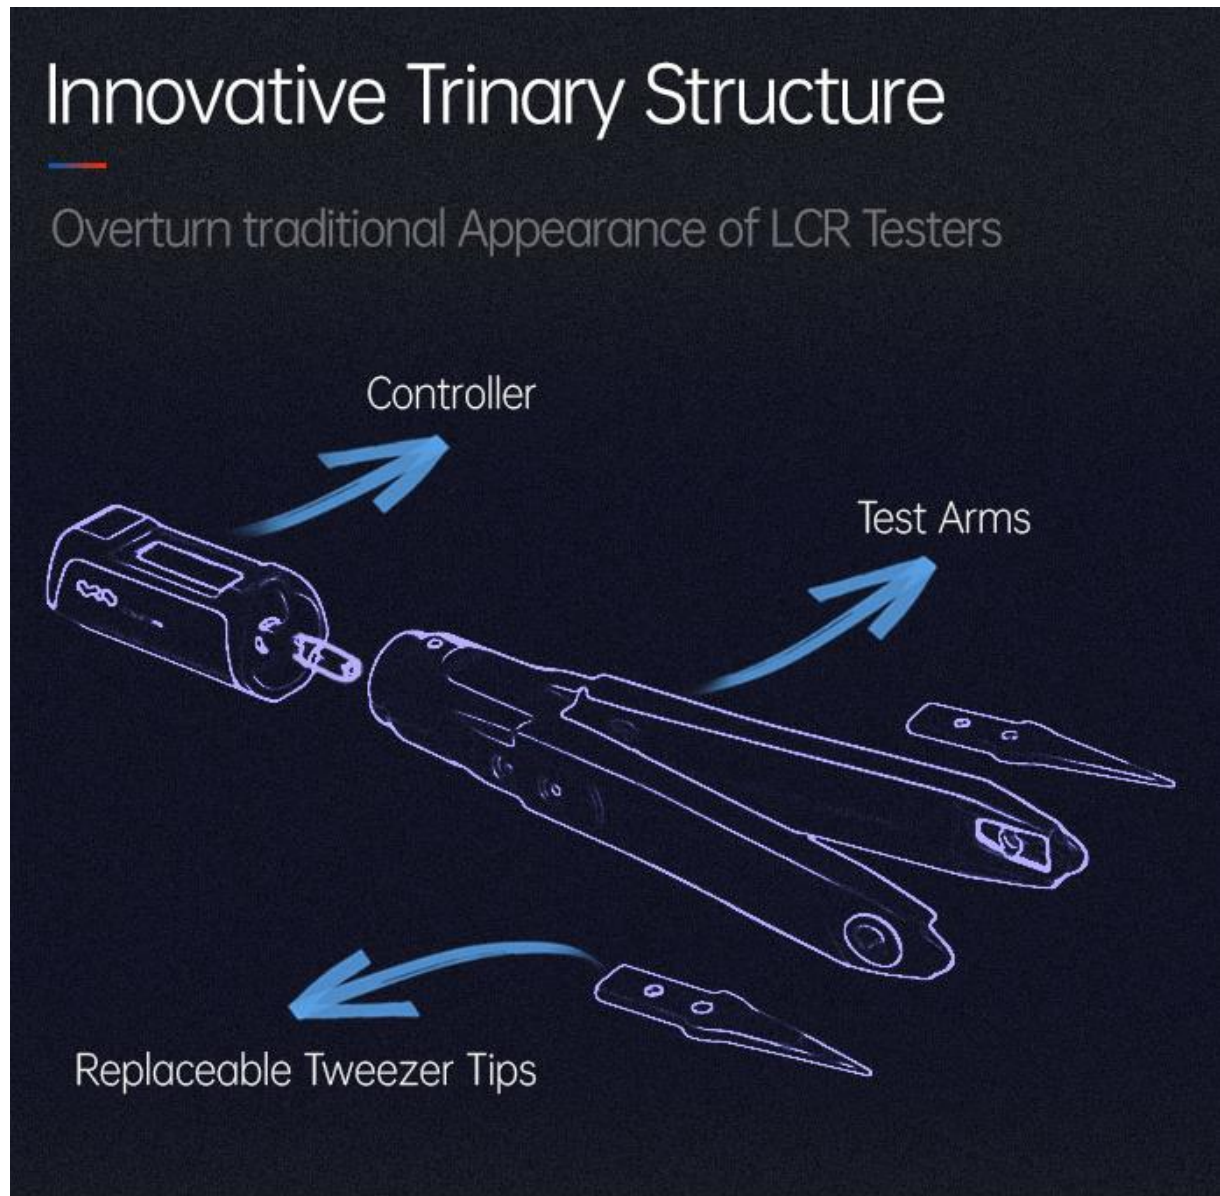 Innovative Trinary Structure
Overturn traditional Appearance of LCR Testers
Controller
Test Arms
Replaceable Tweezer Tips